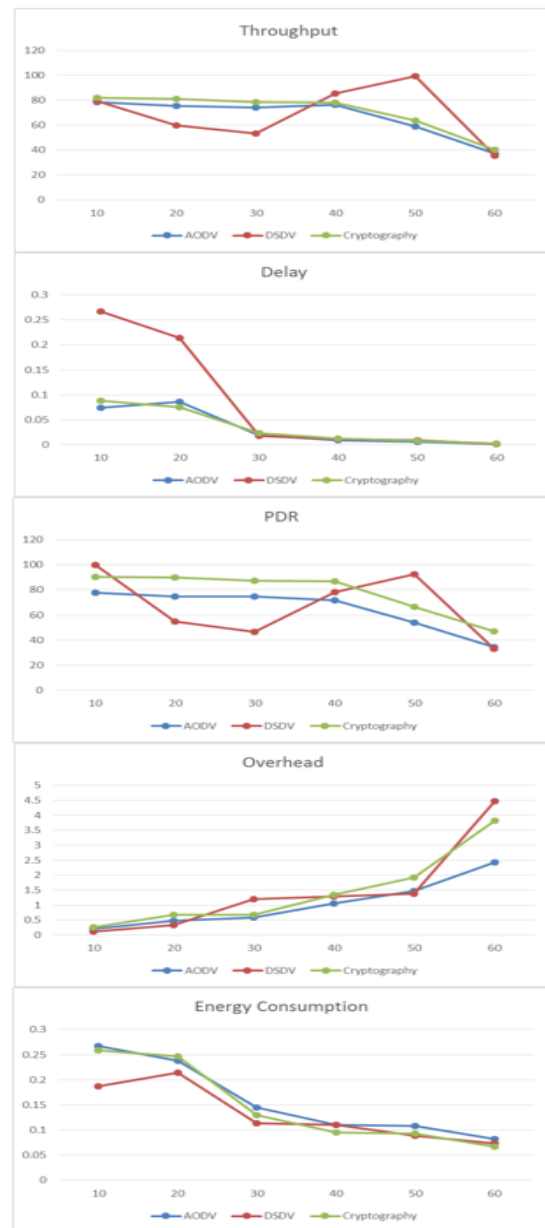 Throughput
120
100
80
60
40
20
0
10 20 30 40 50 60
AODV DSDV Cryptography
Delay
0.3
0.25
0.2
0.15
0.1
0.05
0
10 20 30 40 50 60
AODV DSDV Cryptography
PDR
120
100
80
60
40
20
0
10 20 30 40 50 60
AODV DSDV Cryptography
Overhead
5
4.5
4
3.5
3
2.5
2
1.5
1
0.5
0
10 20 30 40 50 60
AODV DSDV Cryptography
Energy Consumption
0.3
0.25
0.2
0.15
0.1
0.05
0
10 20 30 40 50 60
AODV DSDV Cryptography